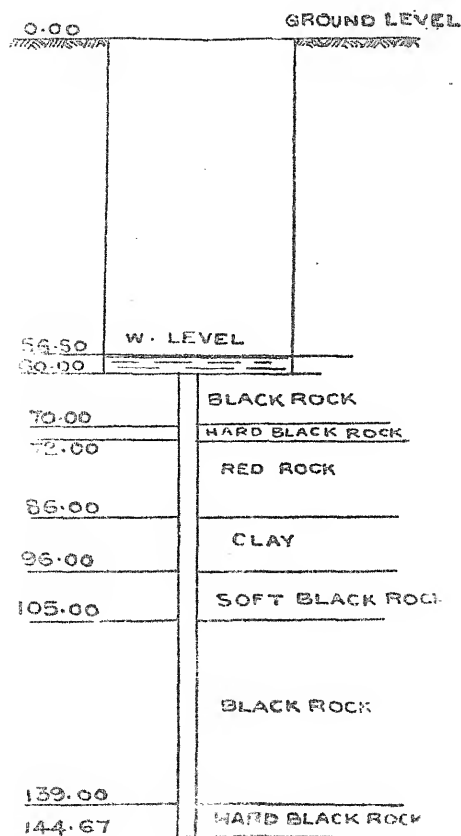 GROUND LEVEL
0.00
W. LEVEL
56.50
60.00
BLACK ROCK
70.00
HARD BLACK ROCK
72.00
RED ROCK
86.00
CLAY
96.00
SOFT BLACK ROCK
105.00
BLACK ROCK
139.00
HARD BLACK ROCK
144.67